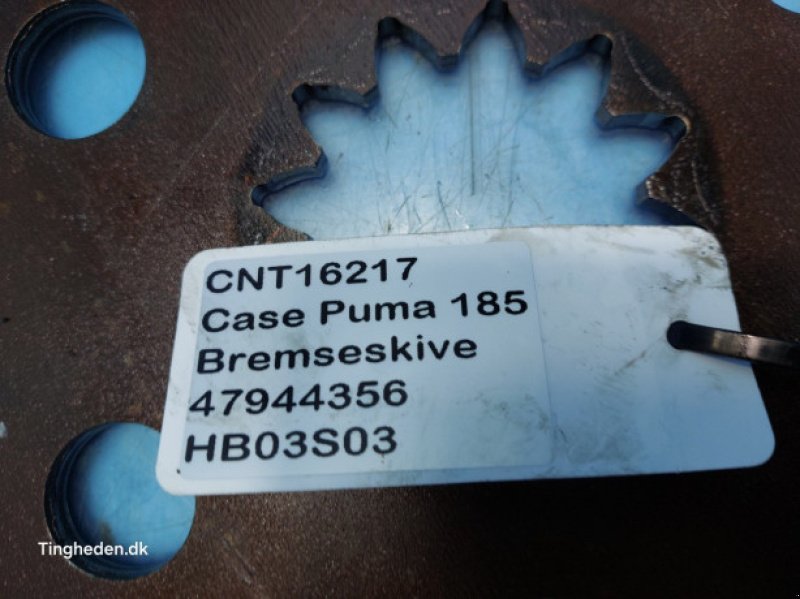 CNT16217
Case Puma 185
Bremseskive
47944356
HB03S03
Tingheden.dk